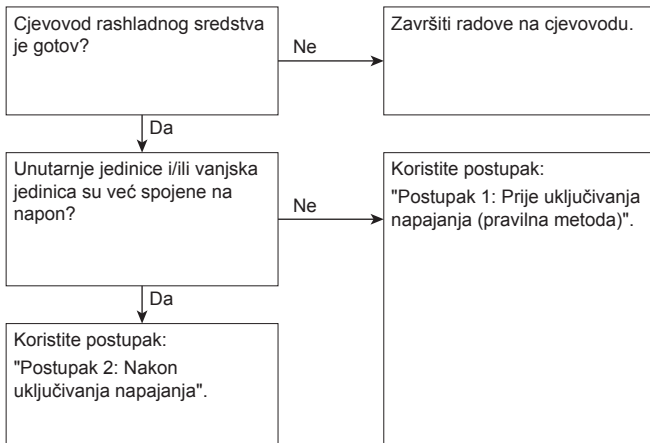 Cjevovod rashladnog sredstva
je gotov?
Ne
Završiti radove na cjevovodu.
Da
Unutarnje jedinice i/ili vanjska
jedinica su već spojene na
napon?
Ne
Koristite postupak:
"Postupak 1: Prije uključivanja
napajanja (pravilna metoda)".
Da
Koristite postupak:
"Postupak 2: Nakon
uključivanja napajanja".